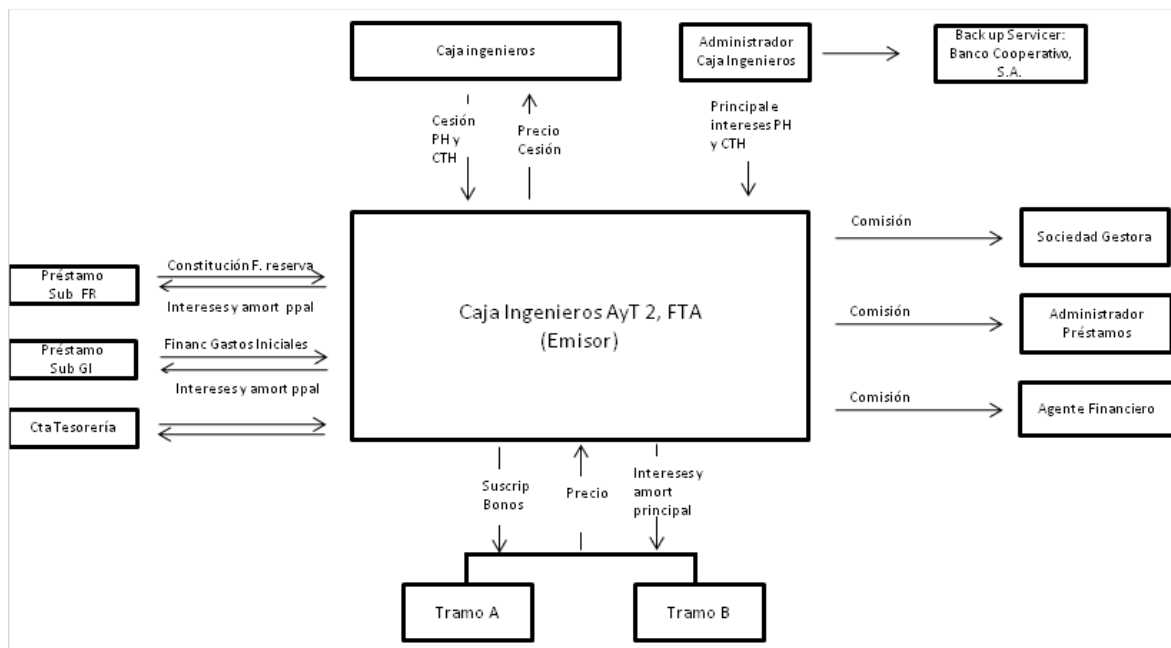 Caja ingenieros
Administrador
Caja Ingenieros
Back up Servicer:
Banco Cooperativo,
S.A.
Cesión
PH y
CTH
Precio
Cesión
Principal e
intereses PH
y CTH
Préstamo
Sub FR
Constitución F. reserva
Intereses y amort ppal
Préstamo
Sub GI
Financ Gastos Iniciales
Intereses y amort ppal
Cta Tesorería
Caja Ingenieros AyT 2, FTA
(Emisor)
Comisión
Sociedad Gestora
Comisión
Administrador
Préstamos
Comisión
Agente Financiero
Suscrip
Bonos
Precio
Intereses y
amort
principal
Tramo A
Tramo B